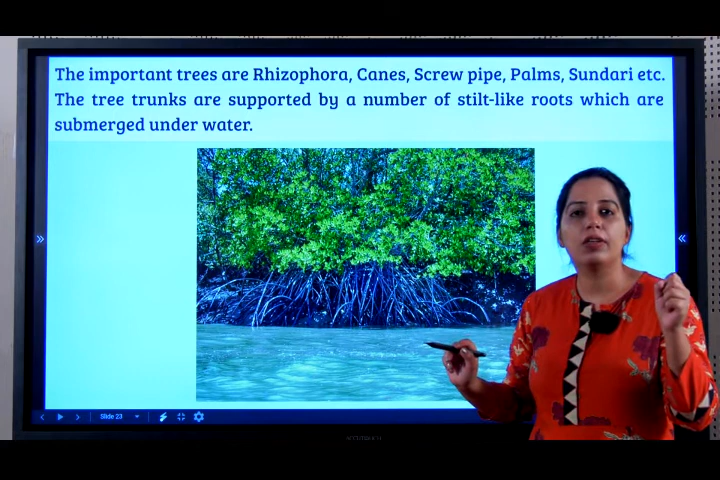 The important trees are Rhizophora, Canes, Screw pipe, Palms, Sundari etc.
The tree trunks are supported by a number of stilt-like roots which are
submerged under water.
Slide 23